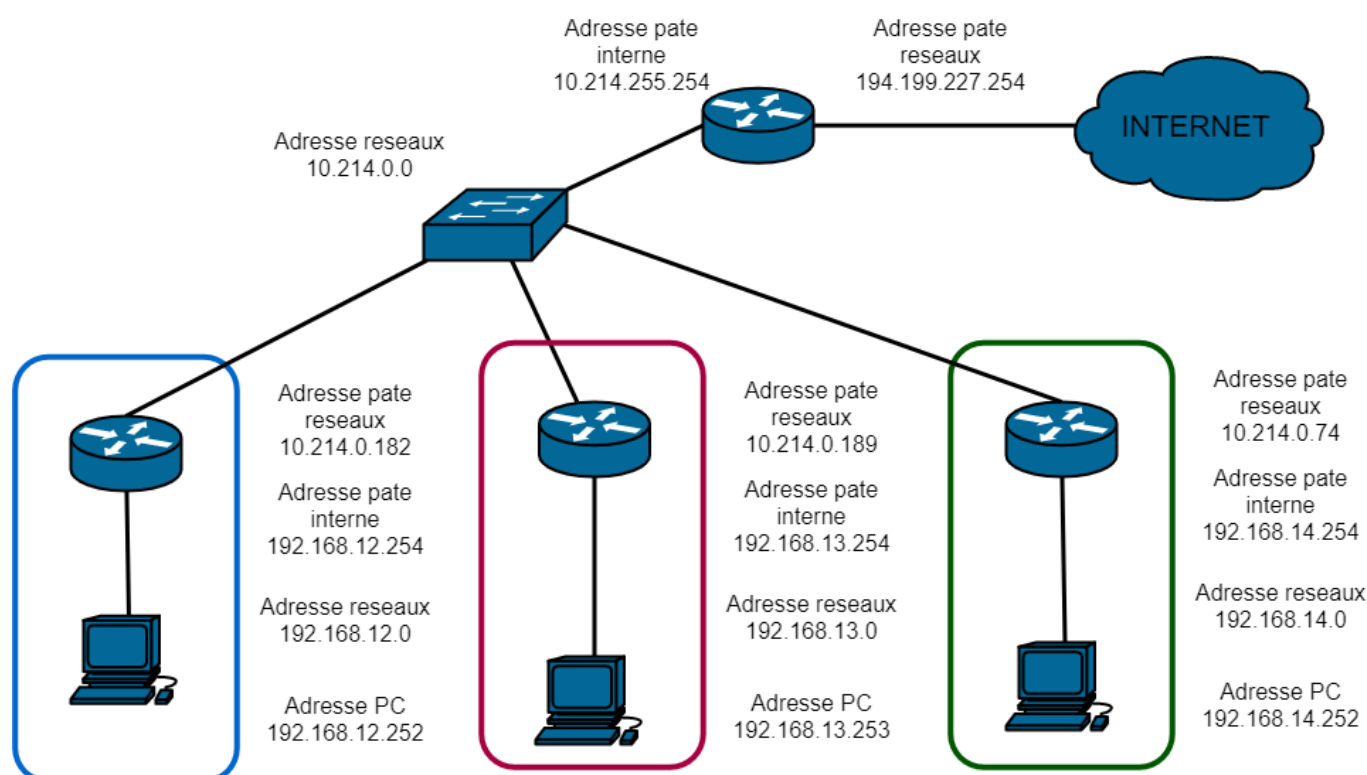 Adresse pate
interne
10.214.255.254
Adresse pate
reseaux
194.199.227.254
INTERNET
Adresse reseaux
10.214.0.0
Adresse pate
reseaux
10.214.0.182
Adresse pate
interne
192.168.12.254
Adresse reseaux
192.168.12.0
Adresse PC
192.168.12.252
Adresse pate
reseaux
10.214.0.189
Adresse pate
interne
192.168.13.254
Adresse reseaux
192.168.13.0
Adresse PC
192.168.13.253
Adresse pate
reseaux
10.214.0.74
Adresse pate
interne
192.168.14.254
Adresse reseaux
192.168.14.0
Adresse PC
192.168.14.252